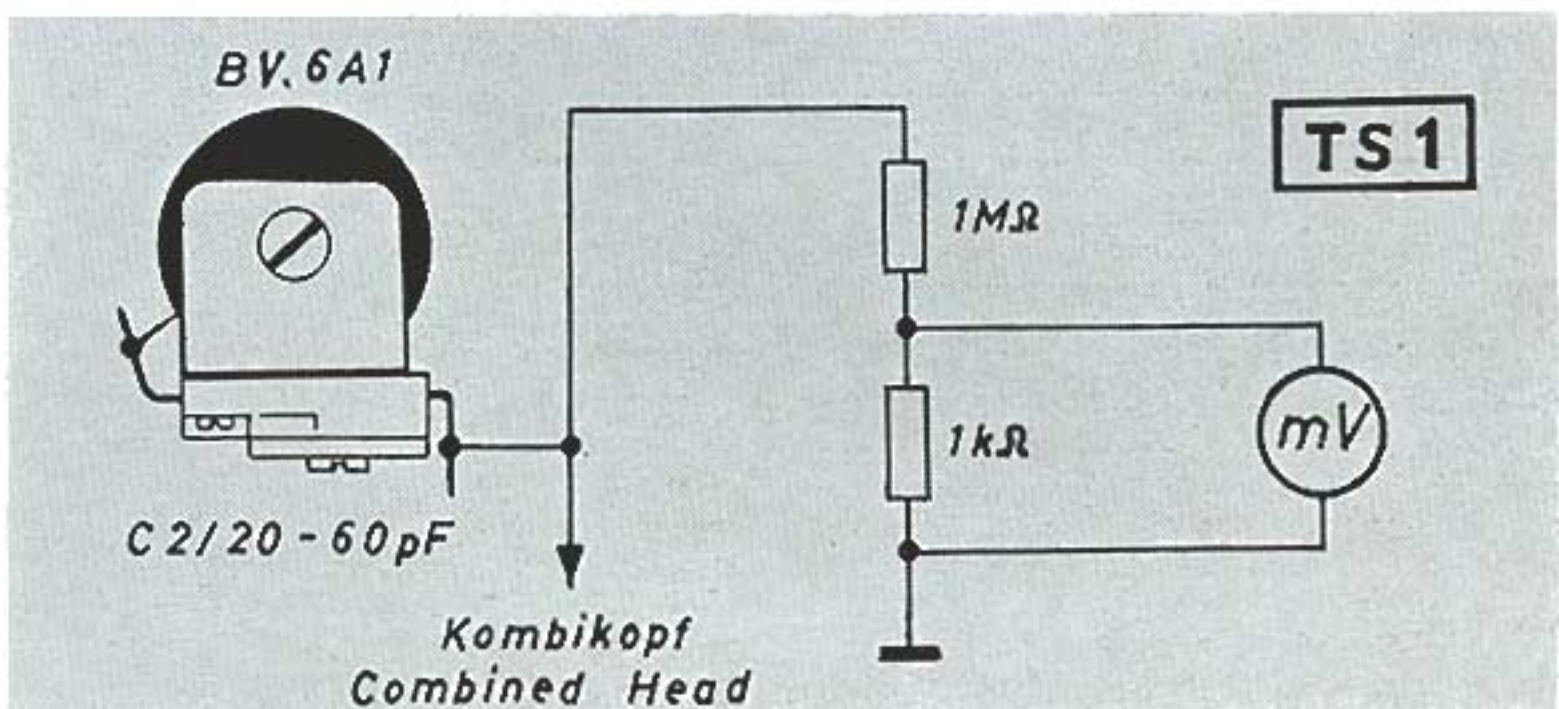 BV. 6A1
TS1
1MΩ
1kΩ
mV
C2/20-60pF
Kombikopf
Combined Head